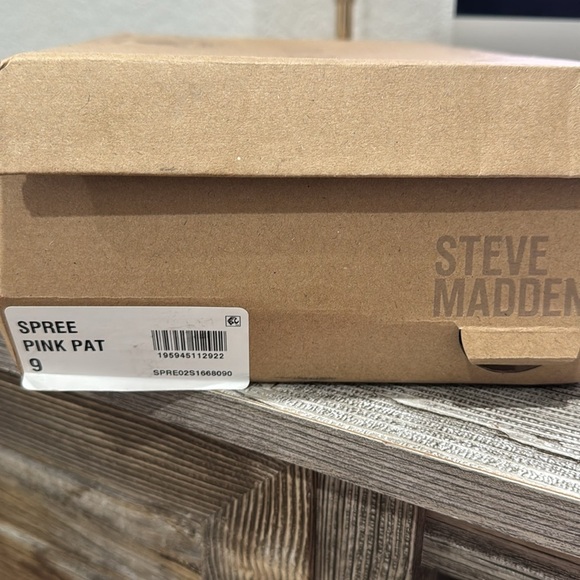 STEVE
MADDEN
SPREE
PINK PAT
9
195945112922
SPRE02S1668090